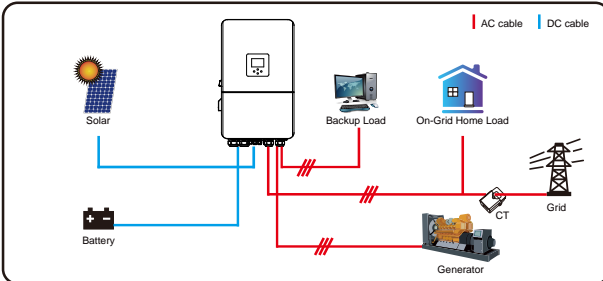 AC cable
DC cable
Solar
Backup Load
On-Grid Home Load
Battery
CT
Grid
Generator